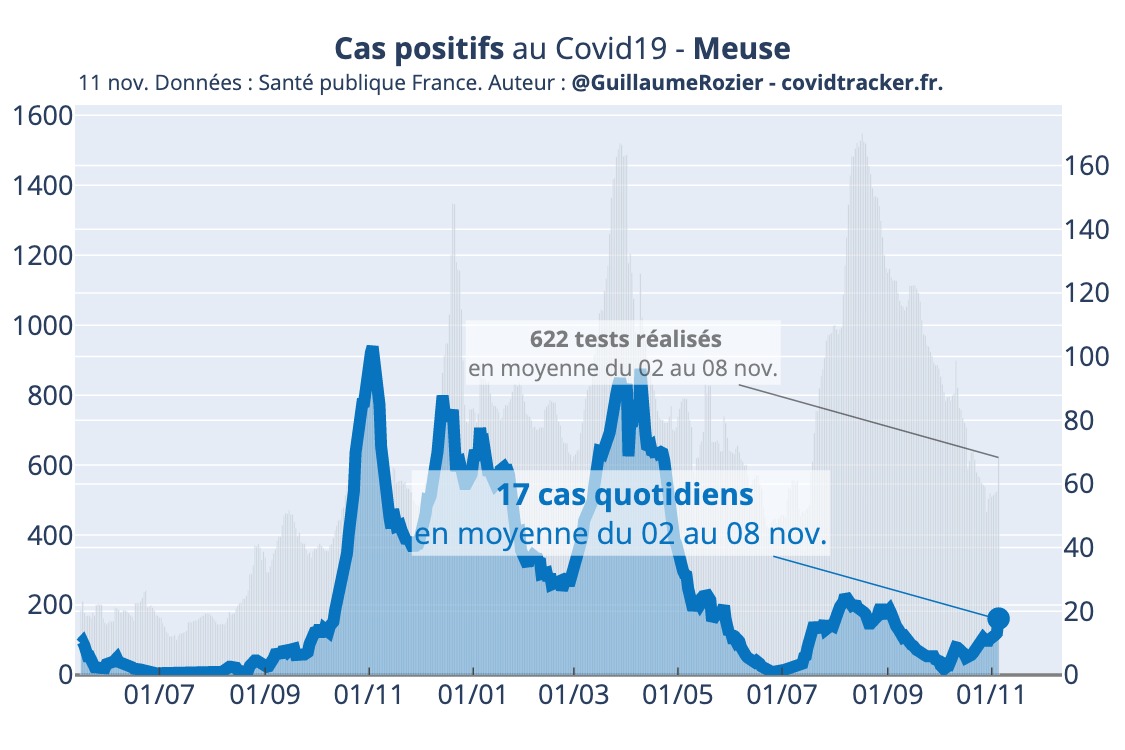 Cas positifs au Covid19 - Meuse
11 nov. Données : Santé publique France. Auteur : @GuillaumeRozier - covidtracker.fr.
1600
1400
1200
1000
800
600
400
200
0
160
140
120
100
80
60
40
20
0
622 tests réalisés
en moyenne du 02 au 08 nov.
17 cas quotidiens
en moyenne du 02 au 08 nov.
01/07 01/09 01/11 01/01 01/03 01/05 01/07 01/09 01/11